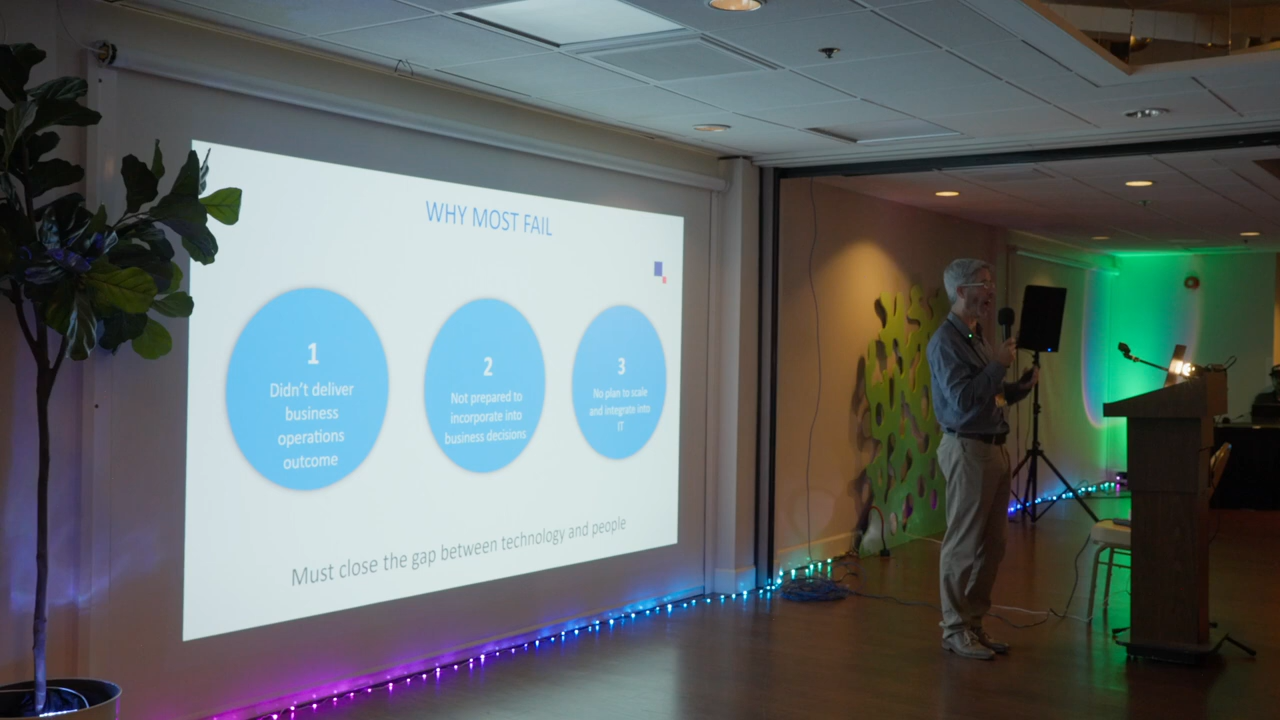 WHY MOST FAIL
1
Didn't deliver
business
operations
outcome
2
Not prepared to
incorporate into
business decisions
3
No plan to scale
and integrate into
IT
Must close the gap between technology and people